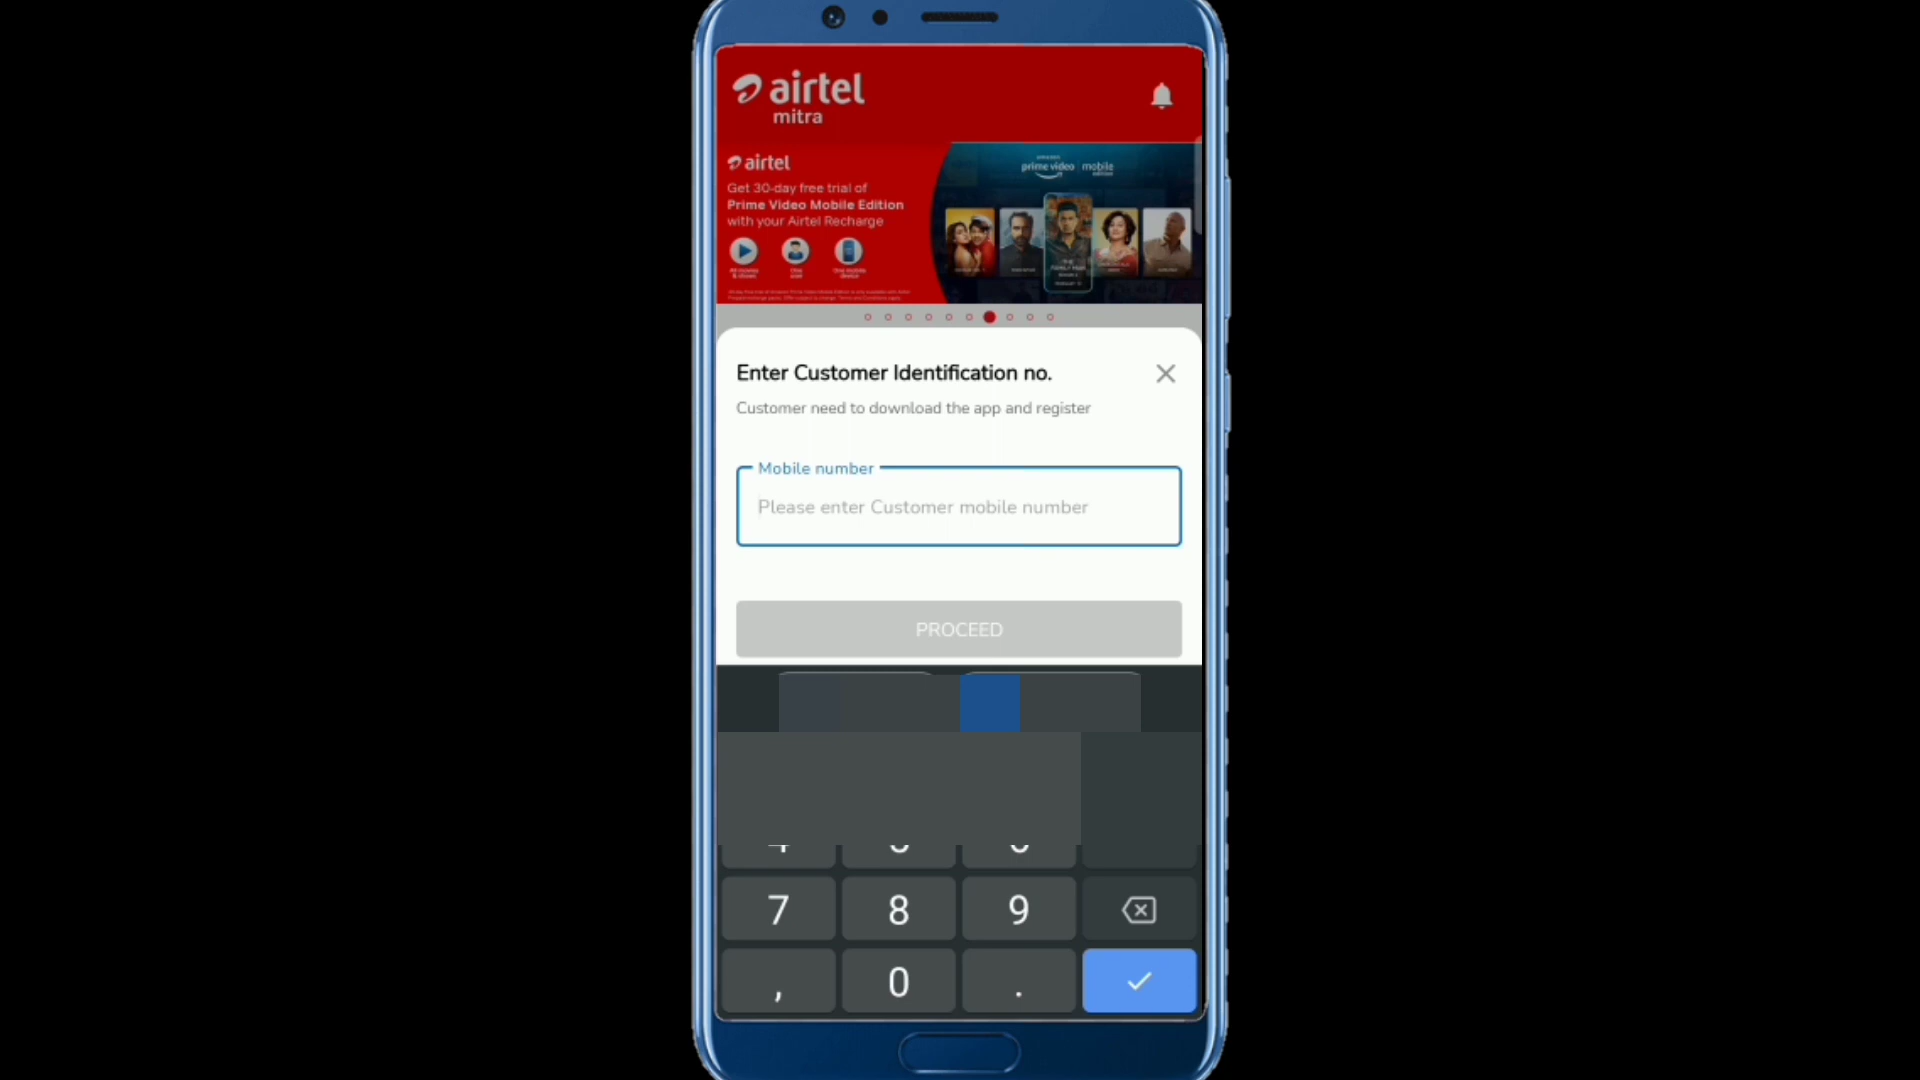 airtel
mitra
airtel
Get 30-day free trial of
Prime Video Mobile Edition
with your Airtel Recharge
prime video mobile
Enter Customer Identification no.
Customer need to download the app and register
Mobile number
Please enter Customer mobile number
PROCEED
7 8 9
, 0 .